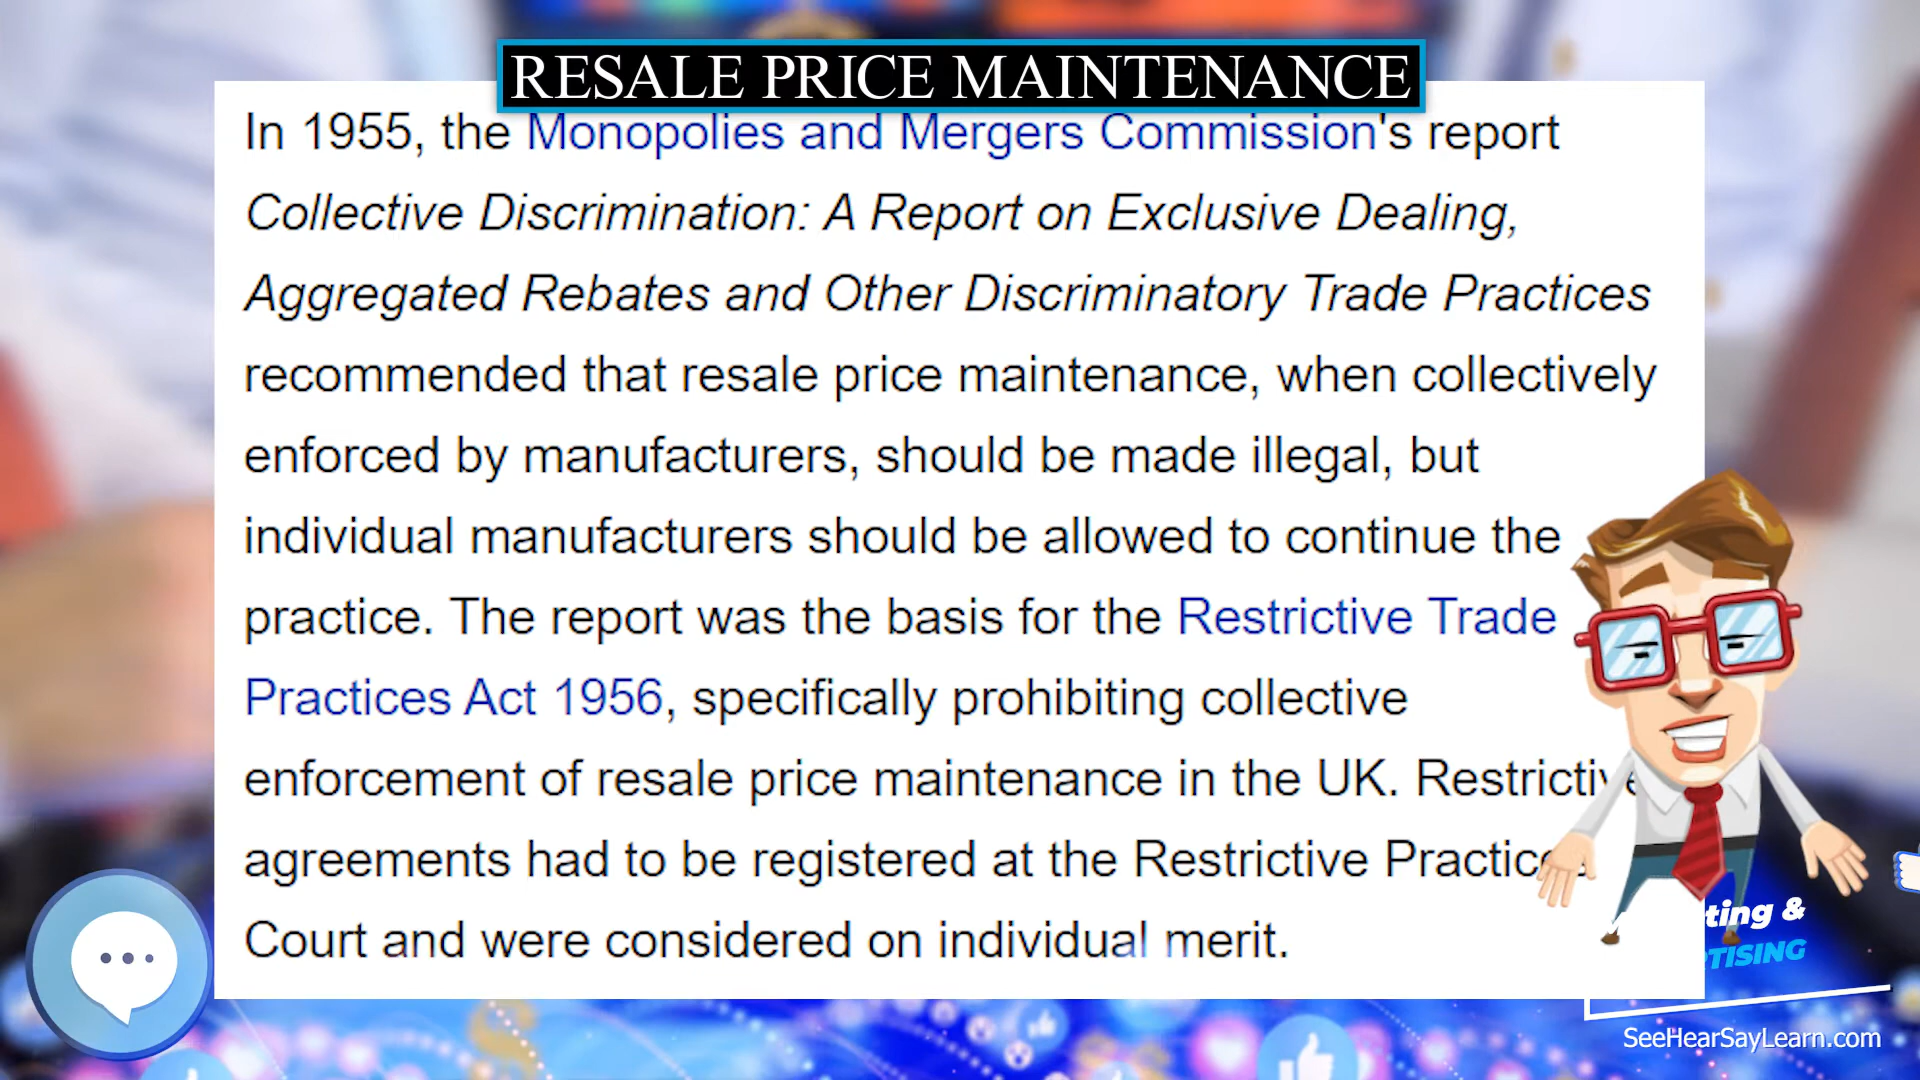 RESALE PRICE MAINTENANCE
In 1955, the Monopolies and Mergers Commission's report
Collective Discrimination: A Report on Exclusive Dealing,
Aggregated Rebates and Other Discriminatory Trade Practices
recommended that resale price maintenance, when collectively
enforced by manufacturers, should be made illegal, but
individual manufacturers should be allowed to continue the
practice. The report was the basis for the Restrictive Trade
Practices Act 1956, specifically prohibiting collective
enforcement of resale price maintenance in the UK. Restrictive
agreements had to be registered at the Restrictive Practices
Court and were considered on individual merit.
&
SeeHearSayLearn.com